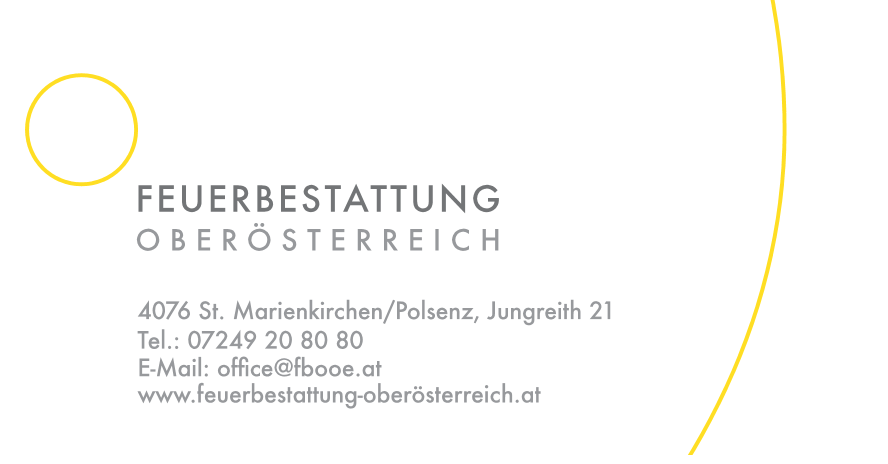 FEUERBESTATTUNG
OBERÖSTERREICH
4076 St. Marienkirchen/Polsenz, Jungreith 21
Tel.: 07249 20 80 80
E-Mail: office@fbooe.at
www.feuerbestattung-oberösterreich.at